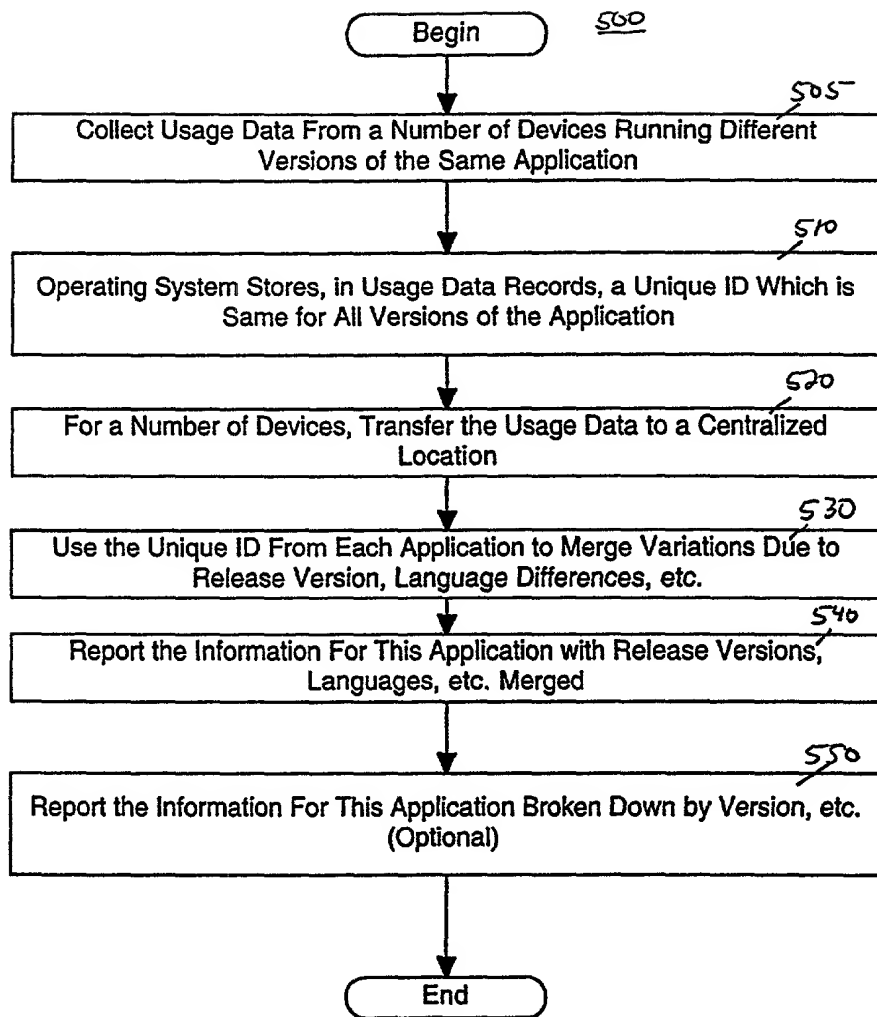 Begin
500
505
Collect Usage Data From a Number of Devices Running Different
Versions of the Same Application
510
Operating System Stores, in Usage Data Records, a Unique ID Which is
Same for All Versions of the Application
520
For a Number of Devices, Transfer the Usage Data to a Centralized
Location
530
Use the Unique ID From Each Application to Merge Variations Due to
Release Version, Language Differences, etc.
540
Report the Information For This Application with Release Versions,
Languages, etc. Merged
550
Report the Information For This Application Broken Down by Version, etc.
(Optional)
End